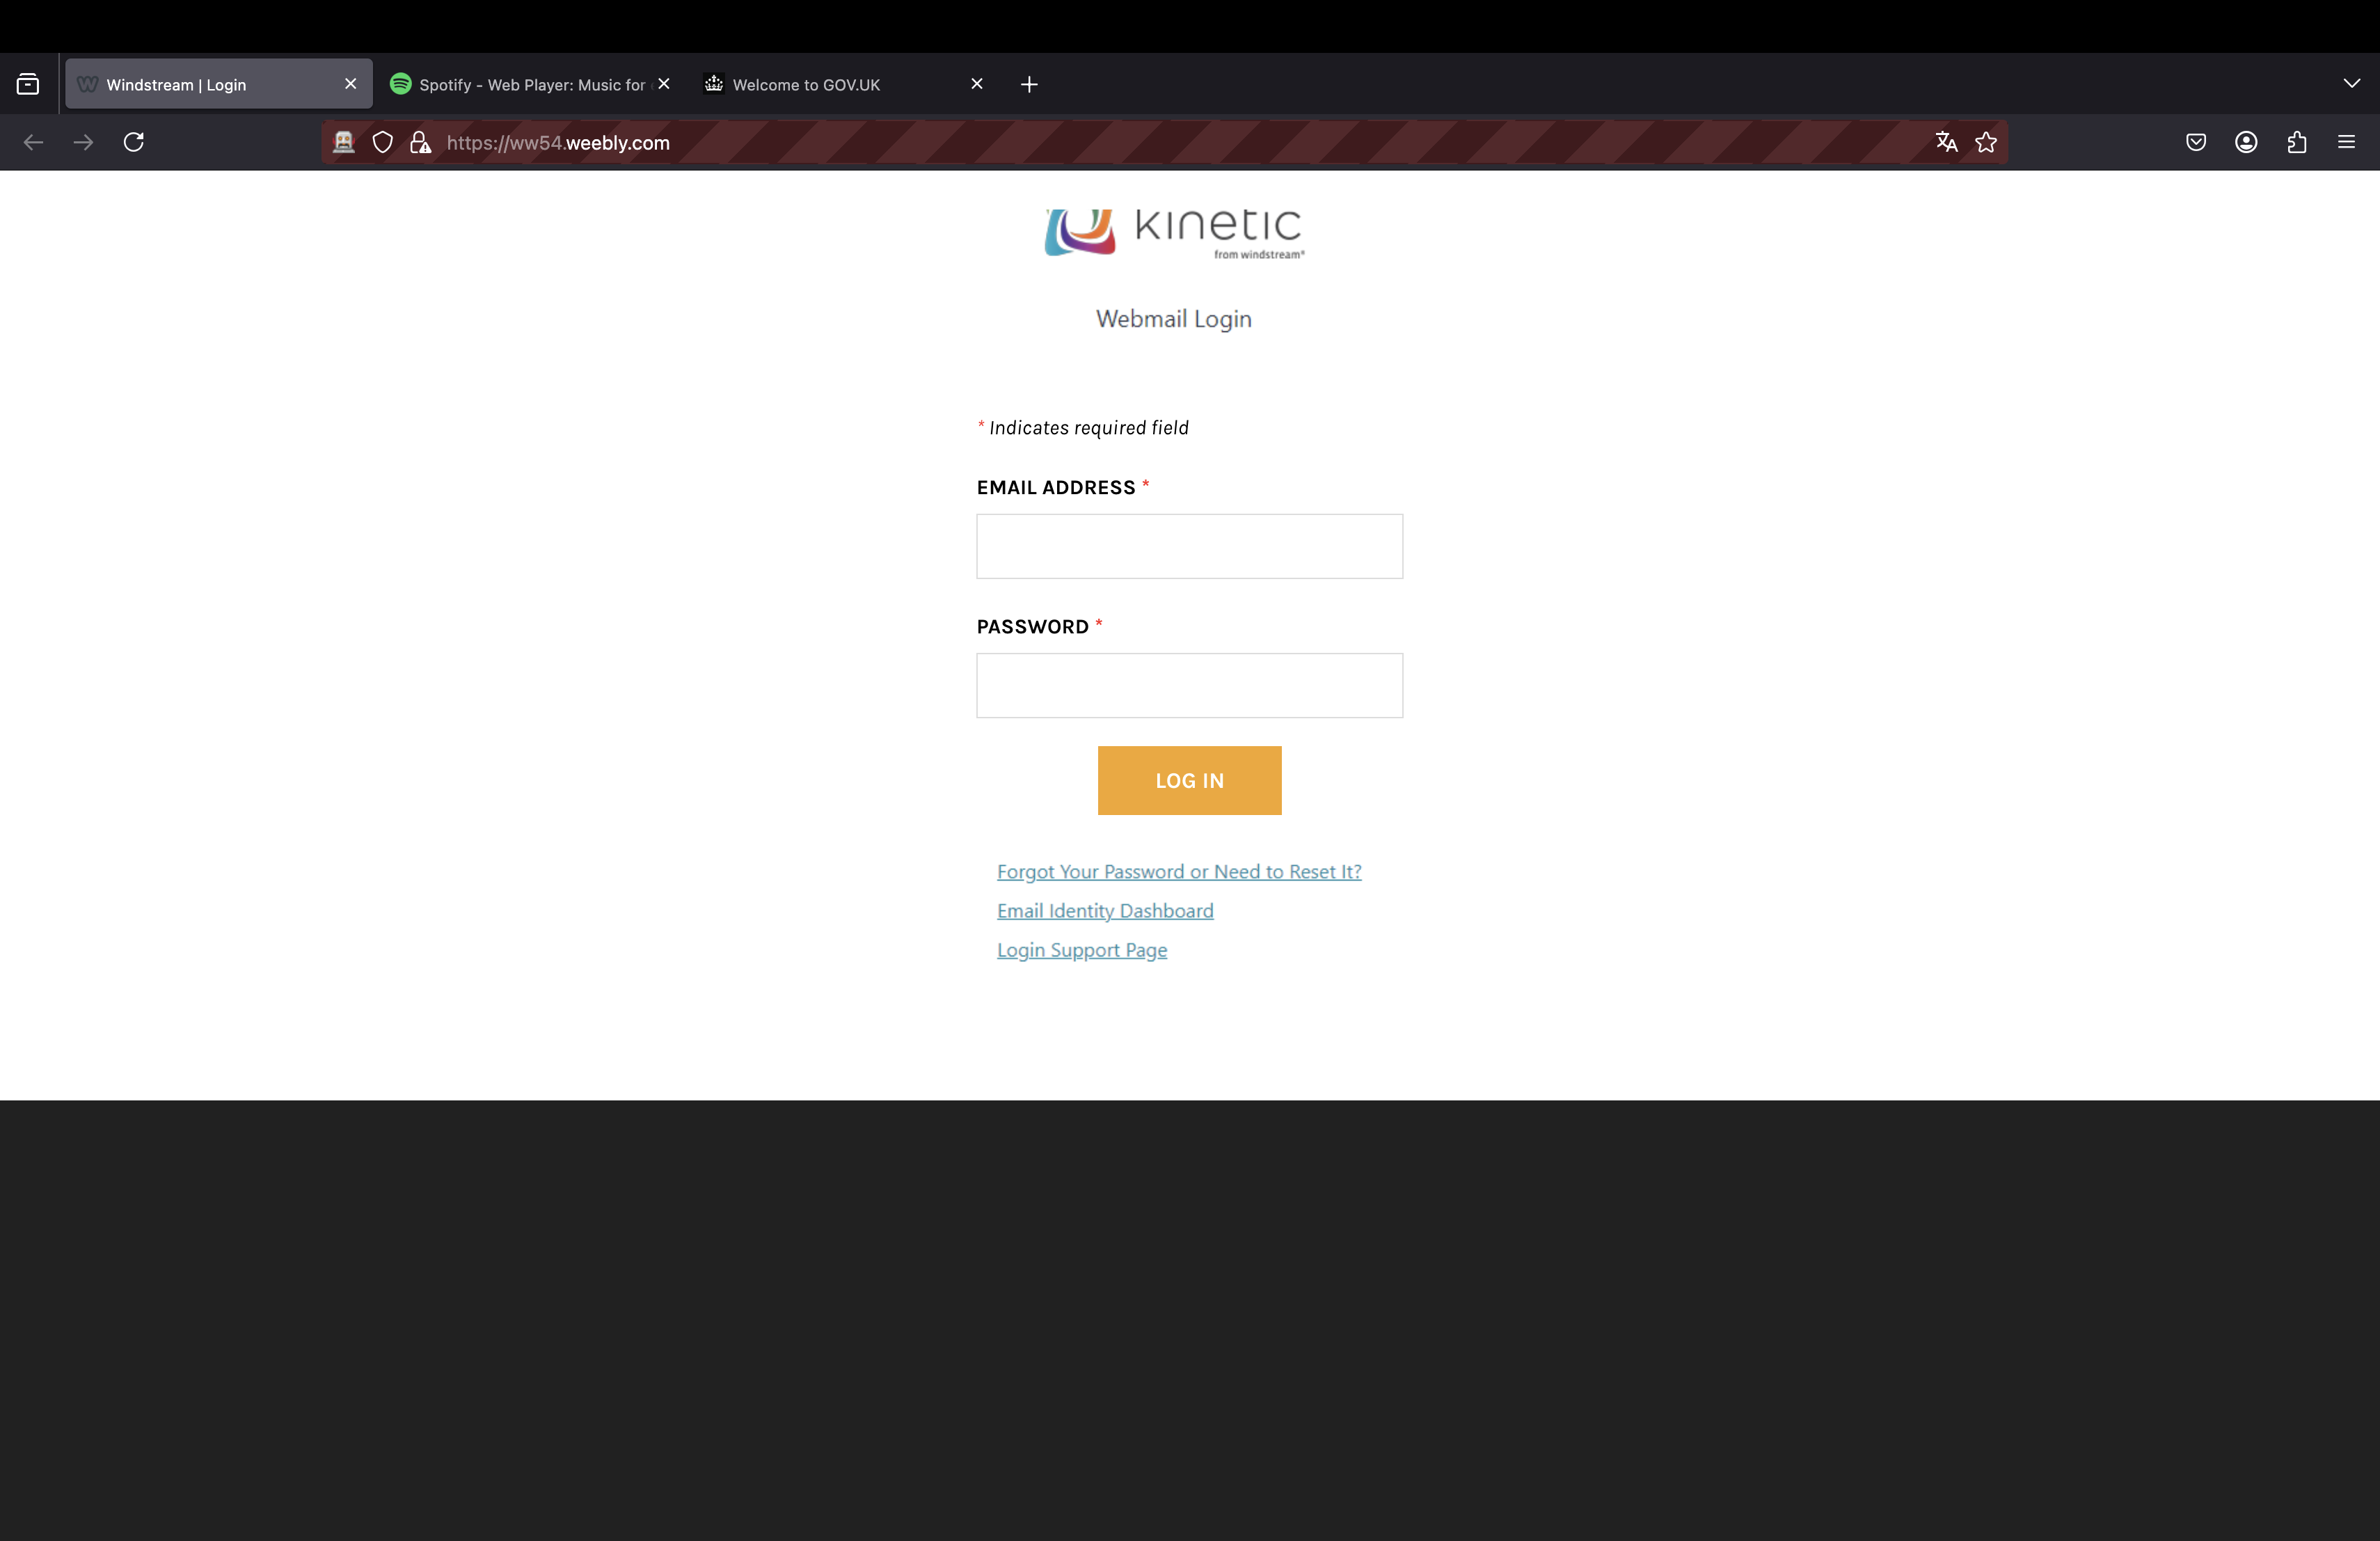 Windstream | Login
Spotify - Web Player: Music for
Welcome to GOV.UK
https://ww54.weebly.com
kinetic
from windstream®
Webmail Login
* Indicates required field
EMAIL ADDRESS *
PASSWORD *
LOG IN
Forgot Your Password or Need to Reset It?
Email Identity Dashboard
Login Support Page